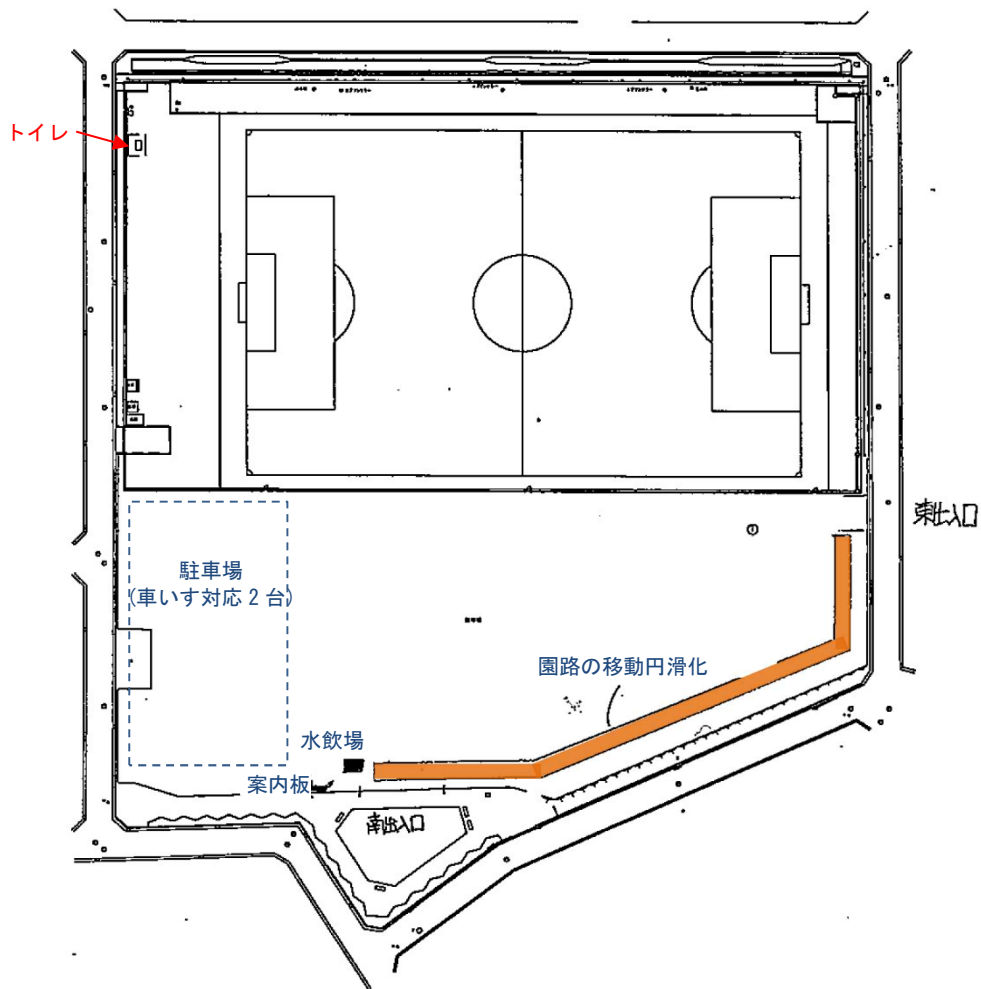 トイレ
東出入口
駐車場
(車いす対応２台)
園路の移動円滑化
水飲場
案内板
南出入口